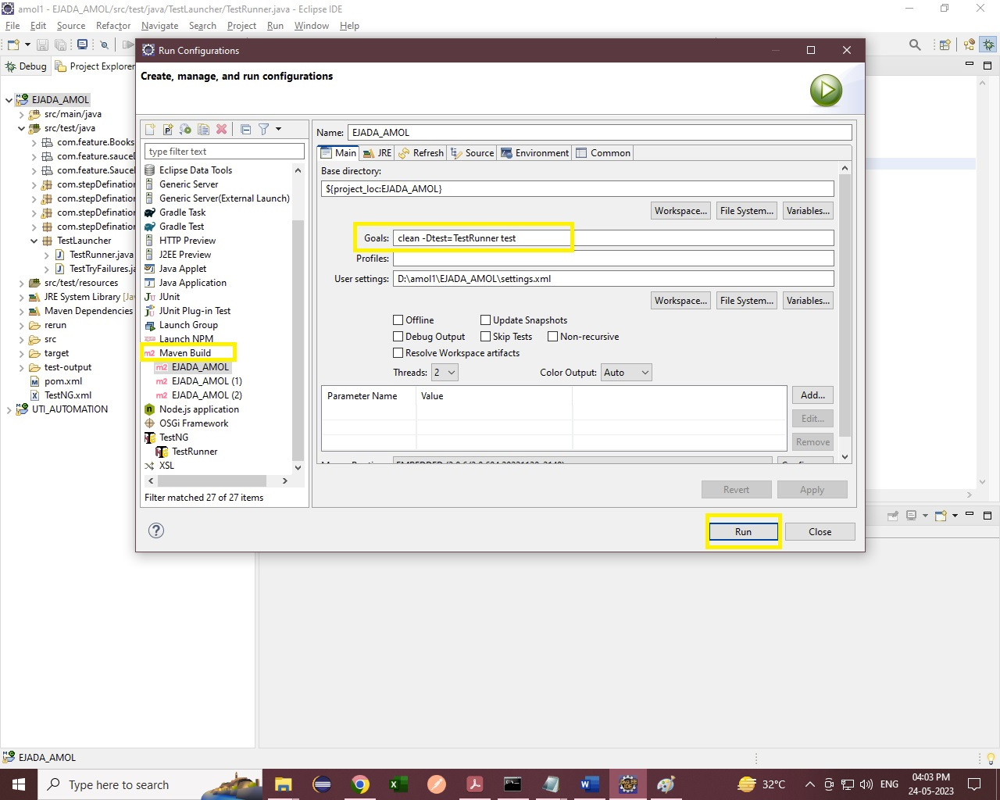 amol1 - EJADA_AMOL/src/test/java/TestLauncher/TestRunner.java - Eclipse IDE
File Edit Source Refactor Navigate Search Project Run Window Help
Debug Project Explorer
EJADA_AMOL
src/main/java
src/test/java
com.feature.Books
com.feature.sauce
com.feature.Sauce
com.stepDefination
com.stepDefination
com.stepDefination
TestLauncher
TestRunner.java
TestTryFailures.ja
src/test/resources
JRE System Library [Jav
Maven Dependencies
rerun
src
target
test-output
pom.xml
TestNG.xml
UTI_AUTOMATION
Run Configurations
Create, manage, and run configurations
type filter text
Eclipse Data Tools
Generic Server
Generic Server(External Launch)
Gradle Task
Gradle Test
HTTP Preview
J2EE Preview
Java Applet
Java Application
JUnit
JUnit Plug-in Test
Launch Group
Launch NPM
Maven Build
EJADA_AMOL
EJADA_AMOL (1)
EJADA_AMOL (2)
Node.js application
OSGi Framework
TestNG
TestRunner
XSL
Filter matched 27 of 27 items
Name: EJADA_AMOL
Main JRE Refresh Source Environment Common
Base directory:
${project_loc:EJADA_AMOL}
Workspace... File System... Variables...
Goals: clean -Dtest=TestRunner test
Profiles:
User settings: D:\amol1\EJADA_AMOL\settings.xml
Workspace... File System... Variables...
Offline Update Snapshots
Debug Output Skip Tests Non-recursive
Resolve Workspace artifacts
Threads: 2 Color Output: Auto
Parameter Name Value
Add...
Edit...
Remove
Revert Apply
Run Close
EJADA_AMOL
Type here to search
32°C
ENG
04:03 PM
24-05-2023